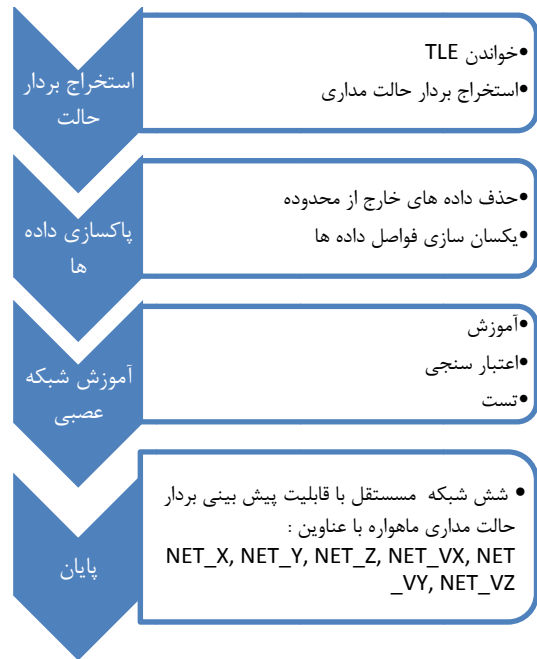 استخراج بردار
حالت
•خواندن TLE
•استخراج بردار حالت مداری
پاکسازی داده
ها
•حذف داده های خارج از محدوده
•یکسان سازی فواصل داده ها
آموزش شبکه
عصبی
•آموزش
•اعتبار سنجی
•تست
پایان
• شش شبکه مسستقل با قابلیت پیش بینی بردار
حالت مداری ماهواره با عناوین :
NET_X, NET_Y, NET_Z, NET_VX, NET
_VY, NET_VZ